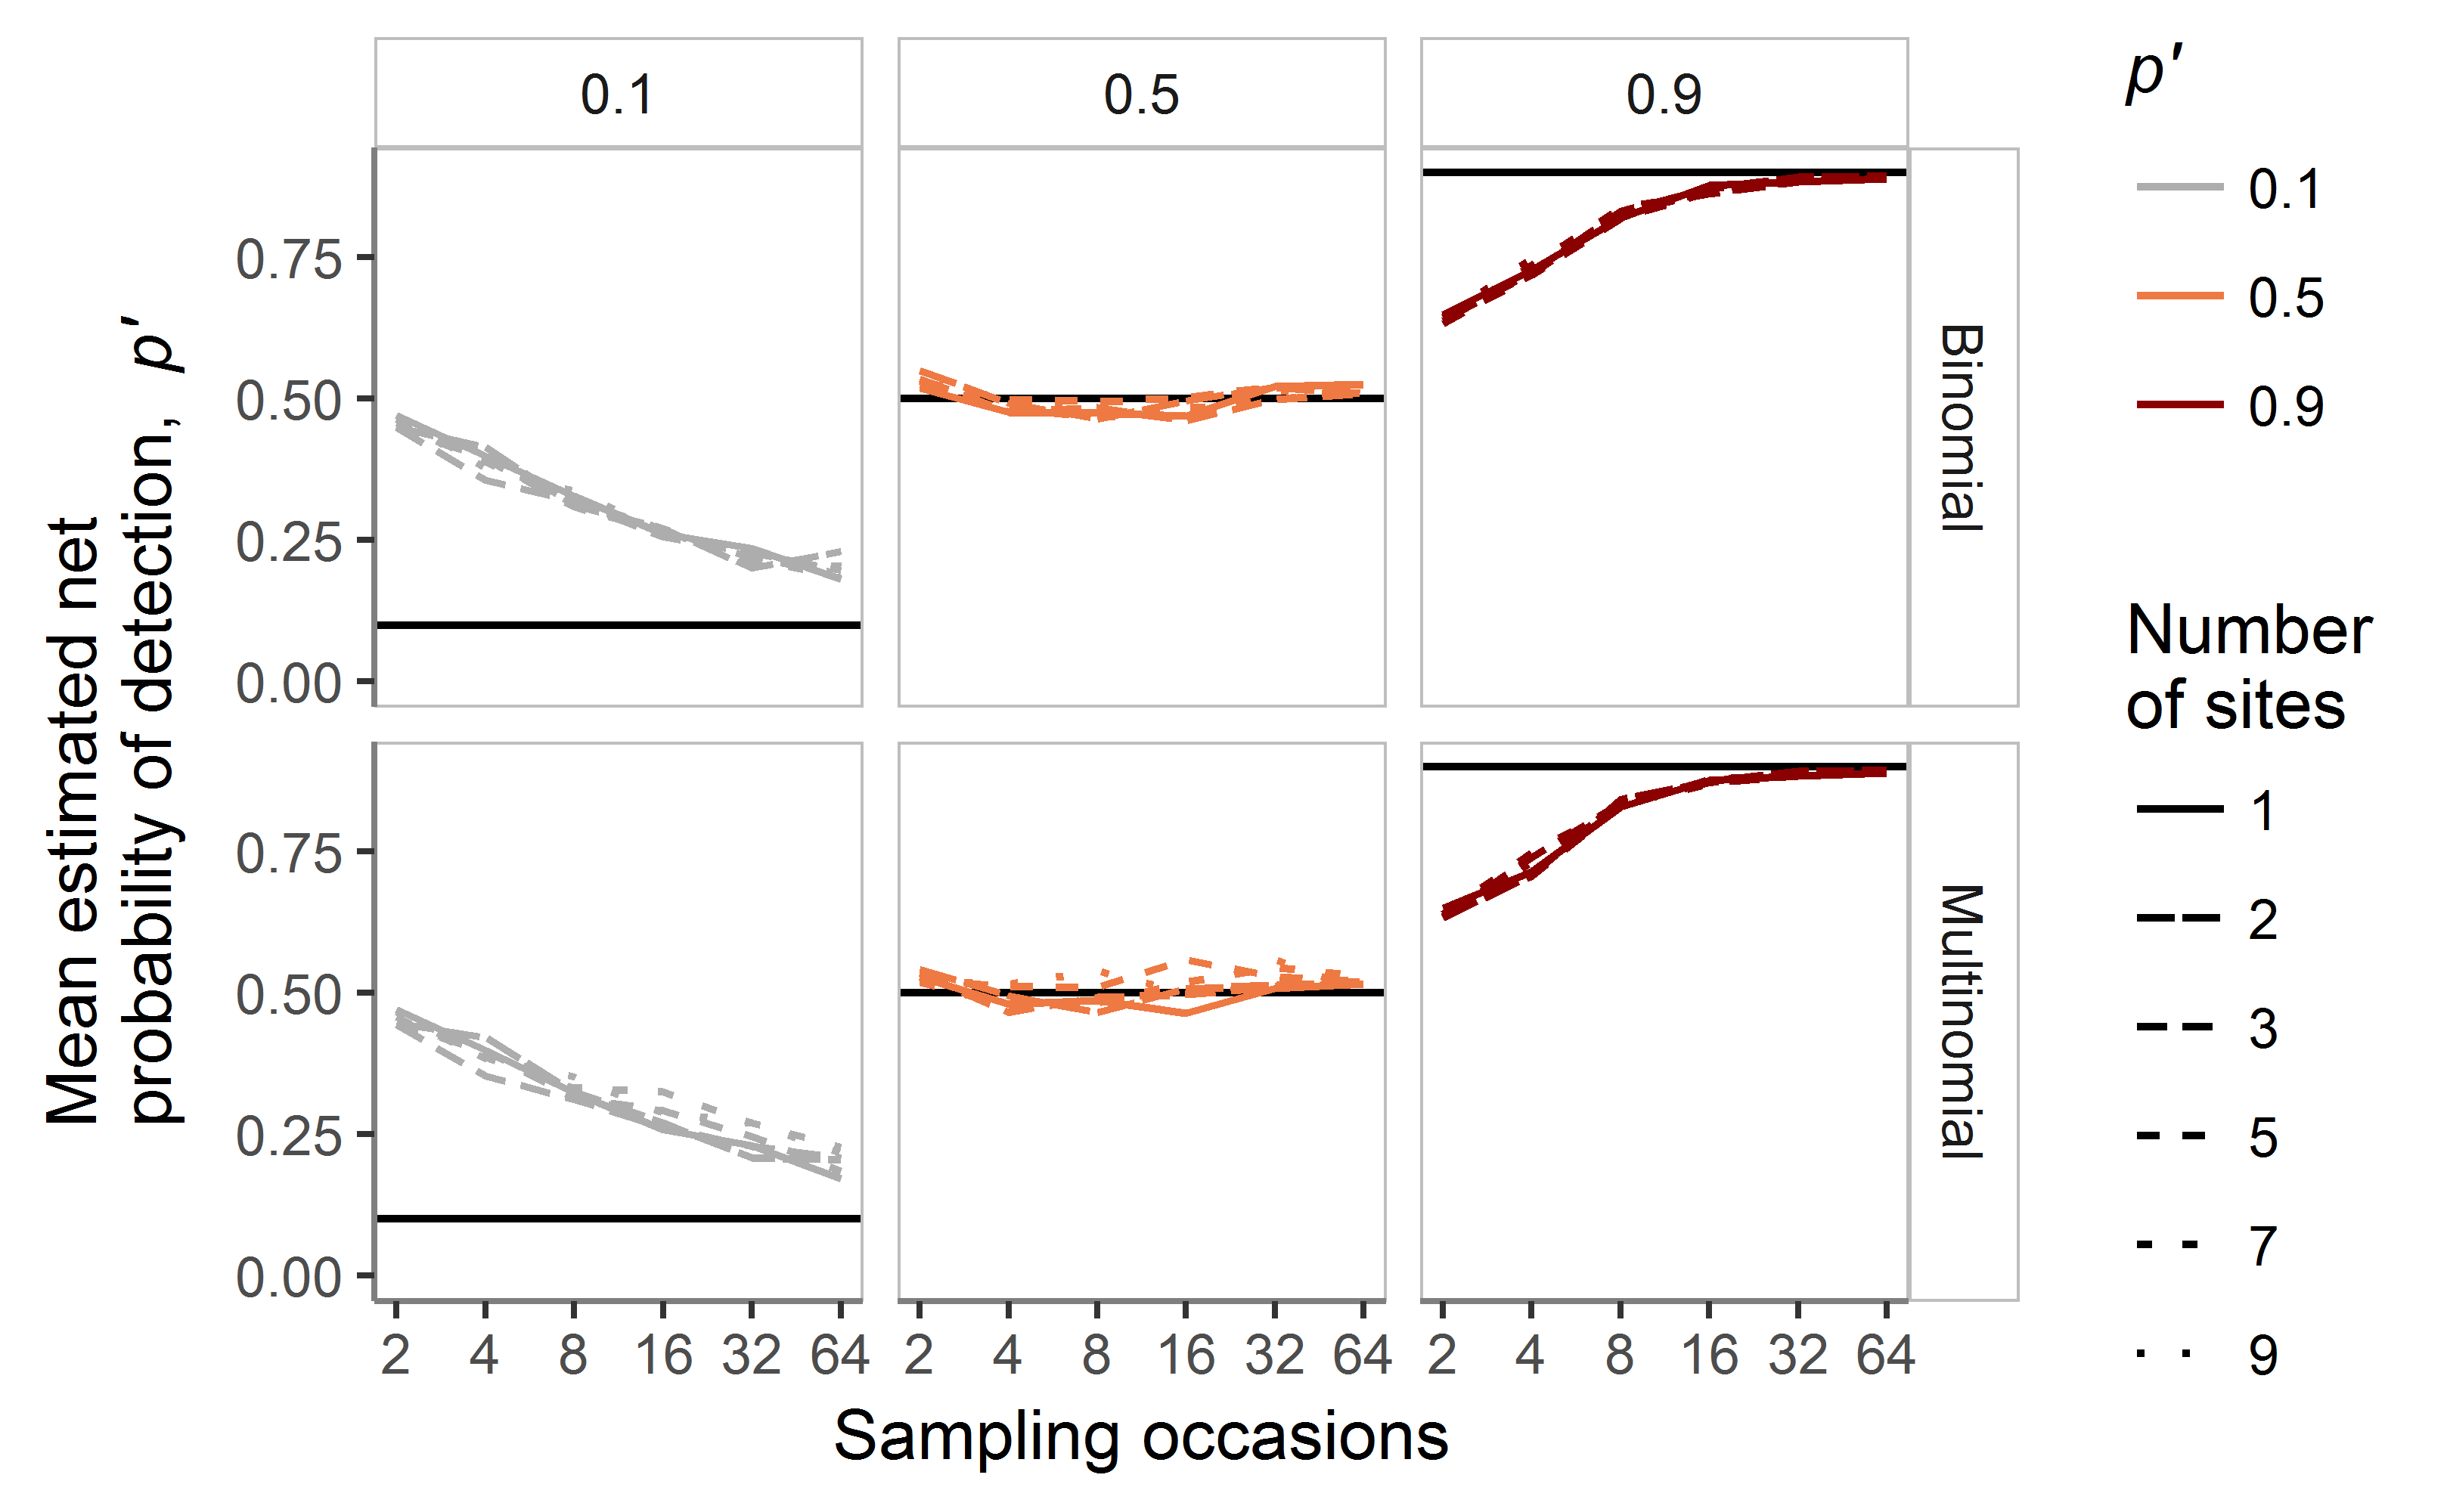 0.1
0.5
0.9
Binomial
Multinomial
Mean estimated net
probability of detection, p'
0.75
0.50
0.25
0.00
0.75
0.50
0.25
0.00
2 4 8 16 32 64
2 4 8 16 32 64
2 4 8 16 32 64
Sampling occasions
p'
0.1
0.5
0.9
Number
of sites
1
2
3
5
7
9